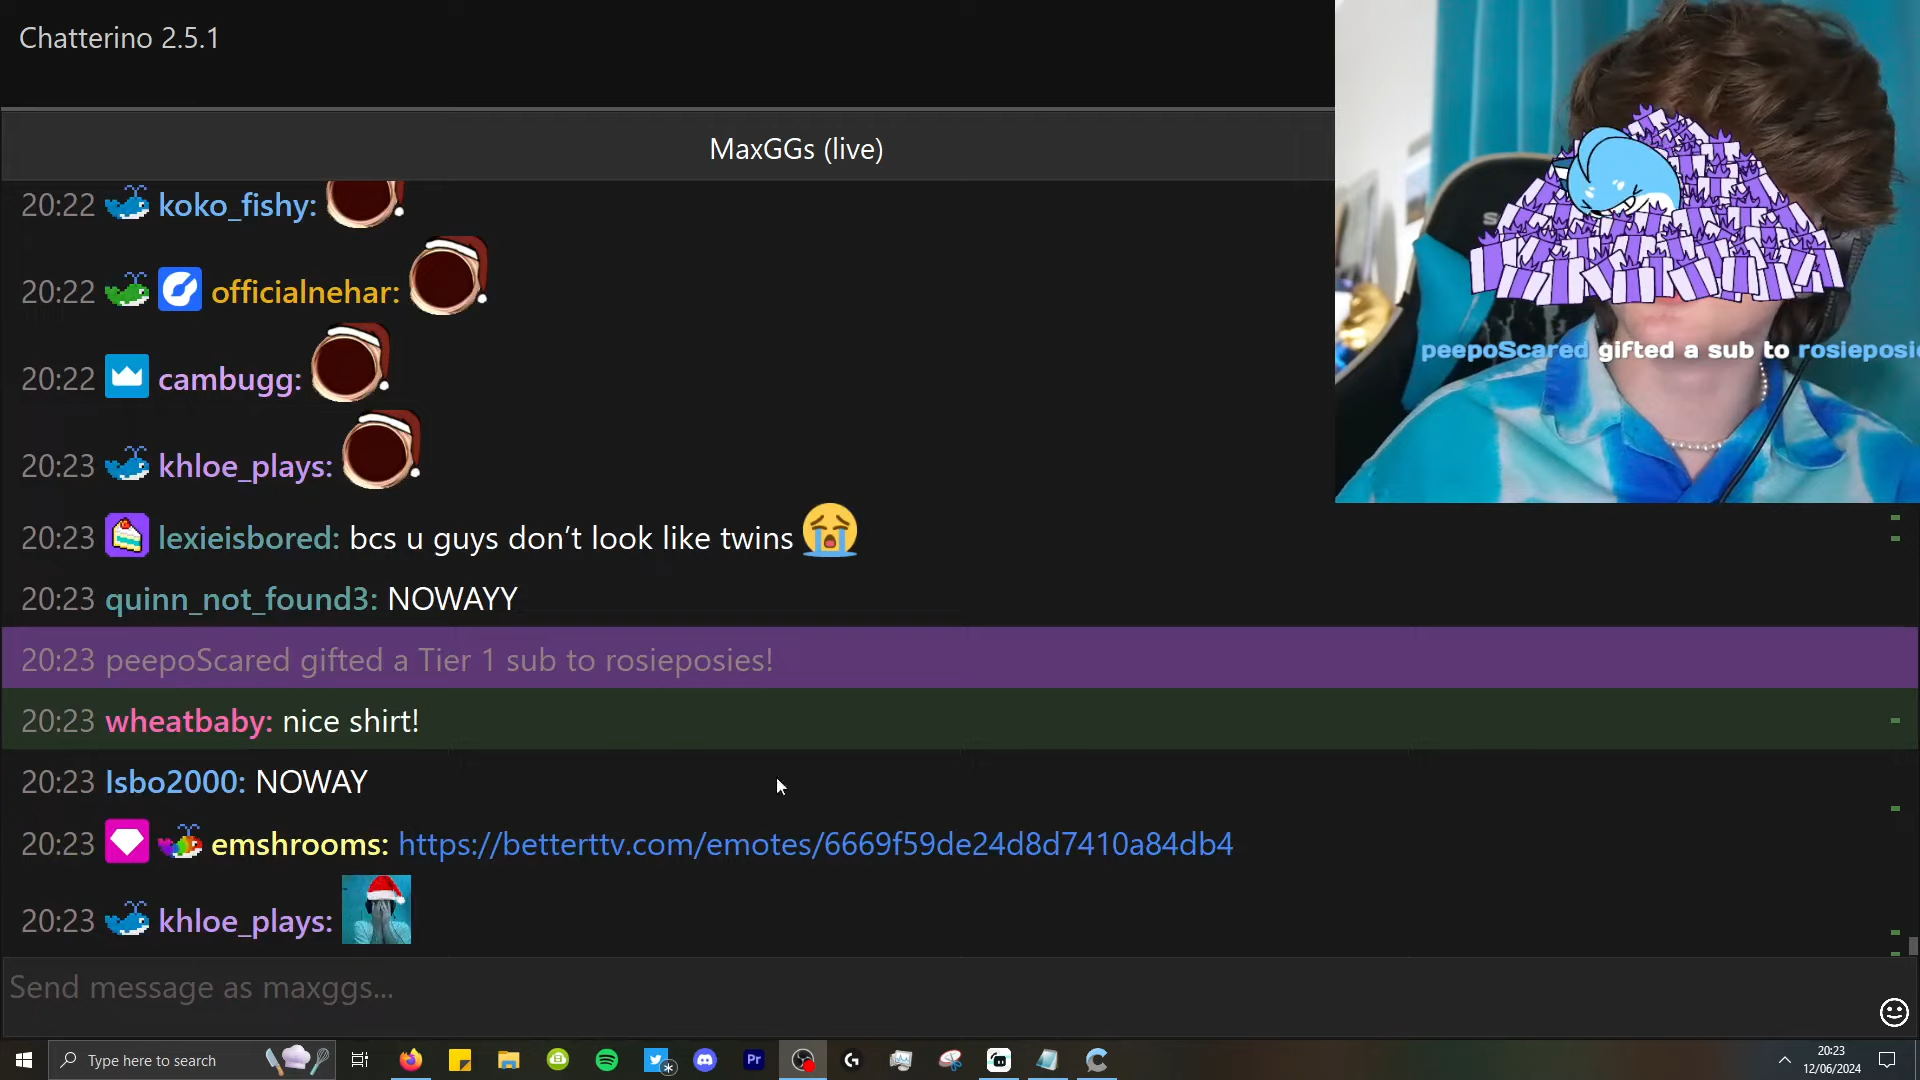 Chatterino 2.5.1
MaxGGs (live)
20:22 koko_fishy:
20:22 officialnehar:
20:22 cambugg:
20:23 khloe_plays:
20:23 lexieisbored: bcs u guys don’t look like twins 😭
20:23 quinn_not_found3: NOWAYY
20:23 peepoScared gifted a Tier 1 sub to rosieposies!
20:23 wheatbaby: nice shirt!
20:23 Isbo2000: NOWAY
20:23 emshrooms: https://betterttv.com/emotes/6669f59de24d8d7410a84db4
20:23 khloe_plays:
Send message as maxggs...
peepoScared gifted a sub to rosieposie
Type here to search
Pr
20:23
12/06/2024